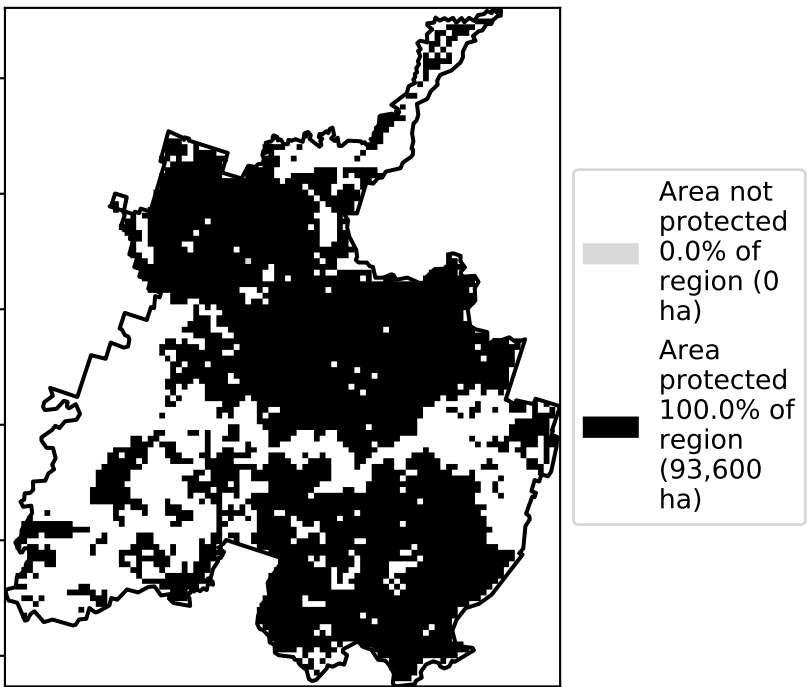 Area not
protected
0.0% of
region (0
ha)
Area
protected
100.0% of
region
(93,600
ha)